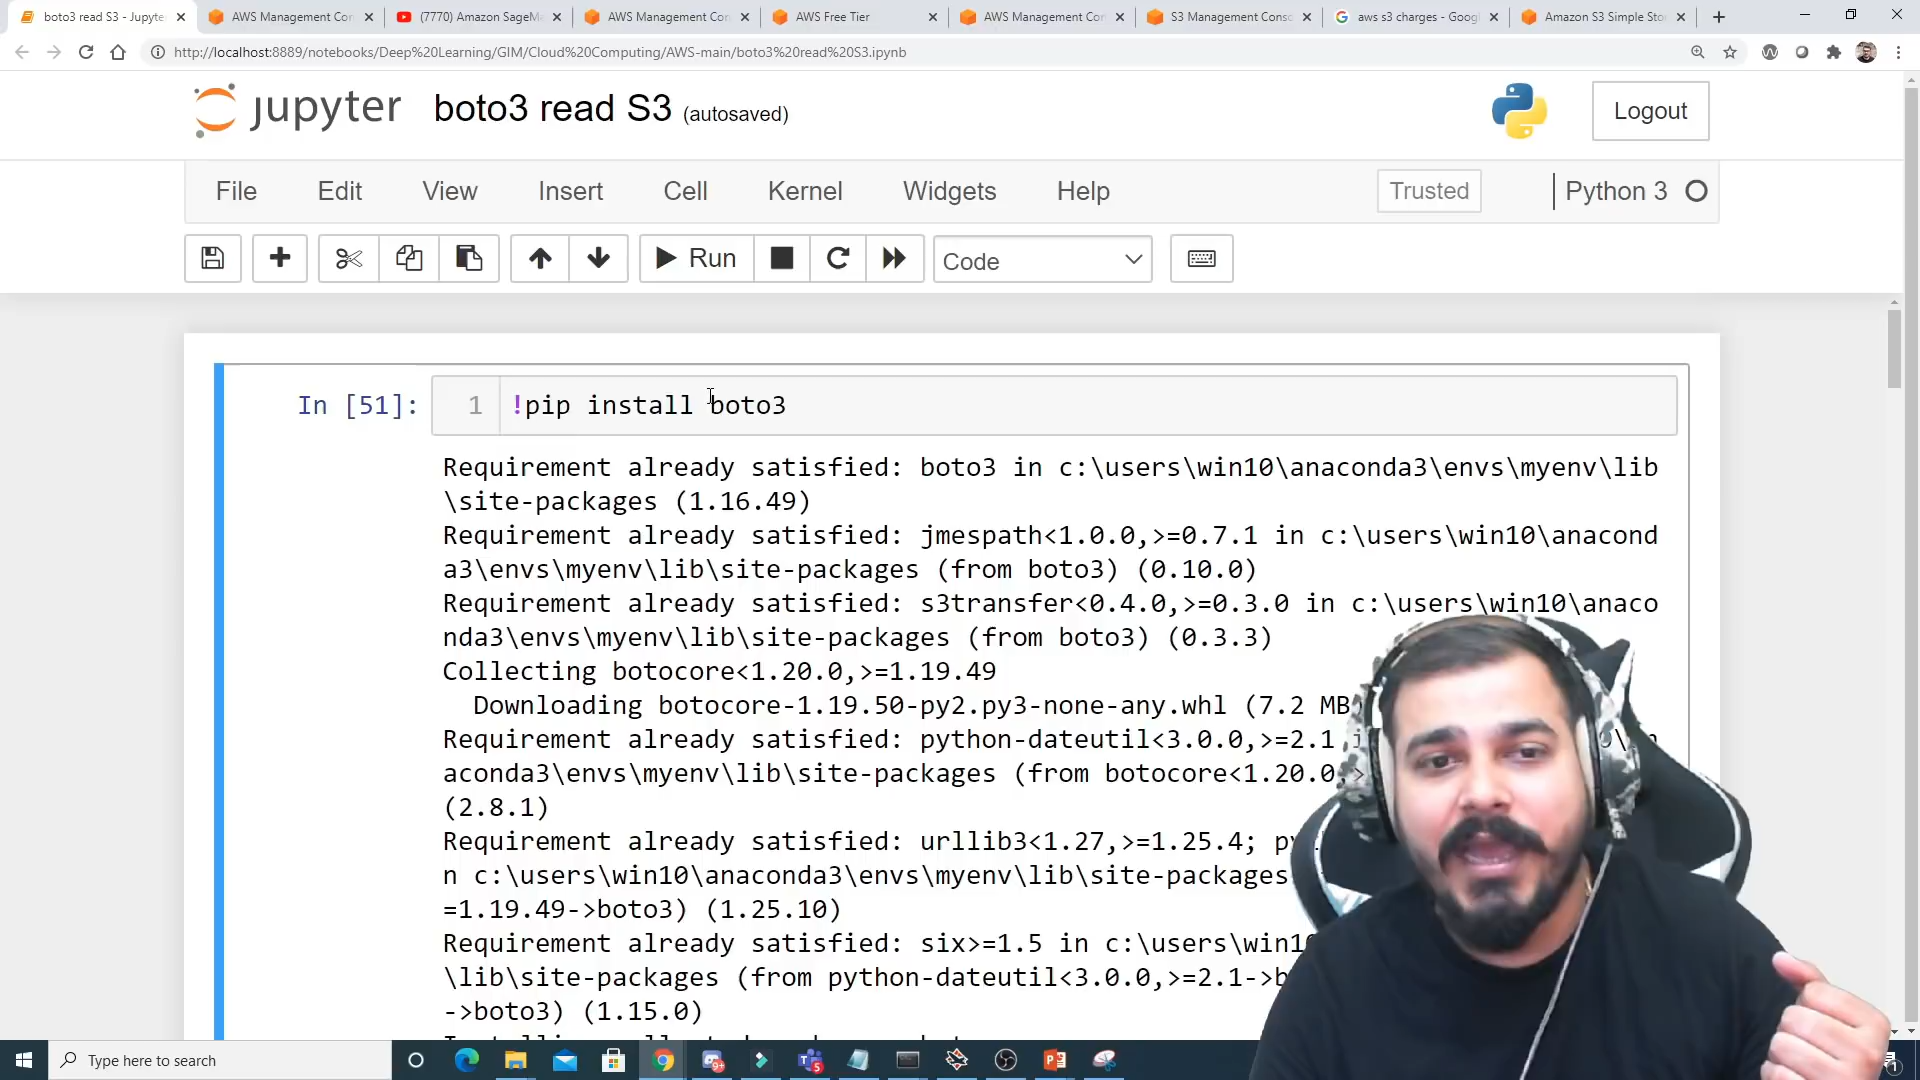 boto3 read S3 - Jupyter
AWS Management Con
(7770) Amazon SageM
AWS Management Con
AWS Free Tier
AWS Management Con
S3 Management Conso
aws s3 charges - Googl
Amazon S3 Simple Stor
http://localhost:8889/notebooks/Deep%20Learning/GIM/Cloud%20Computing/AWS-main/boto3%20read%20S3.ipynb
jupyter boto3 read S3 (autosaved)
Logout
File Edit View Insert Cell Kernel Widgets Help Trusted Python 3
Run Code
In [51]: 1 !pip install boto3
Requirement already satisfied: boto3 in c:\users\win10\anaconda3\envs\myenv\lib
\site-packages (1.16.49)
Requirement already satisfied: jmespath<1.0.0,>=0.7.1 in c:\users\win10\anacond
a3\envs\myenv\lib\site-packages (from boto3) (0.10.0)
Requirement already satisfied: s3transfer<0.4.0,>=0.3.0 in c:\users\win10\anaco
nda3\envs\myenv\lib\site-packages (from boto3) (0.3.3)
Collecting botocore<1.20.0,>=1.19.49
Downloading botocore-1.19.50-py2.py3-none-any.whl (7.2 MB
Requirement already satisfied: python-dateutil<3.0.0,>=2.1
aconda3\envs\myenv\lib\site-packages (from botocore<1.20.0,>
(2.8.1)
Requirement already satisfied: urllib3<1.27,>=1.25.4; py
n c:\users\win10\anaconda3\envs\myenv\lib\site-packages
=1.19.49->boto3) (1.25.10)
Requirement already satisfied: six>=1.5 in c:\users\win10
\lib\site-packages (from python-dateutil<3.0.0,>=2.1->b
->boto3) (1.15.0)
Type here to search